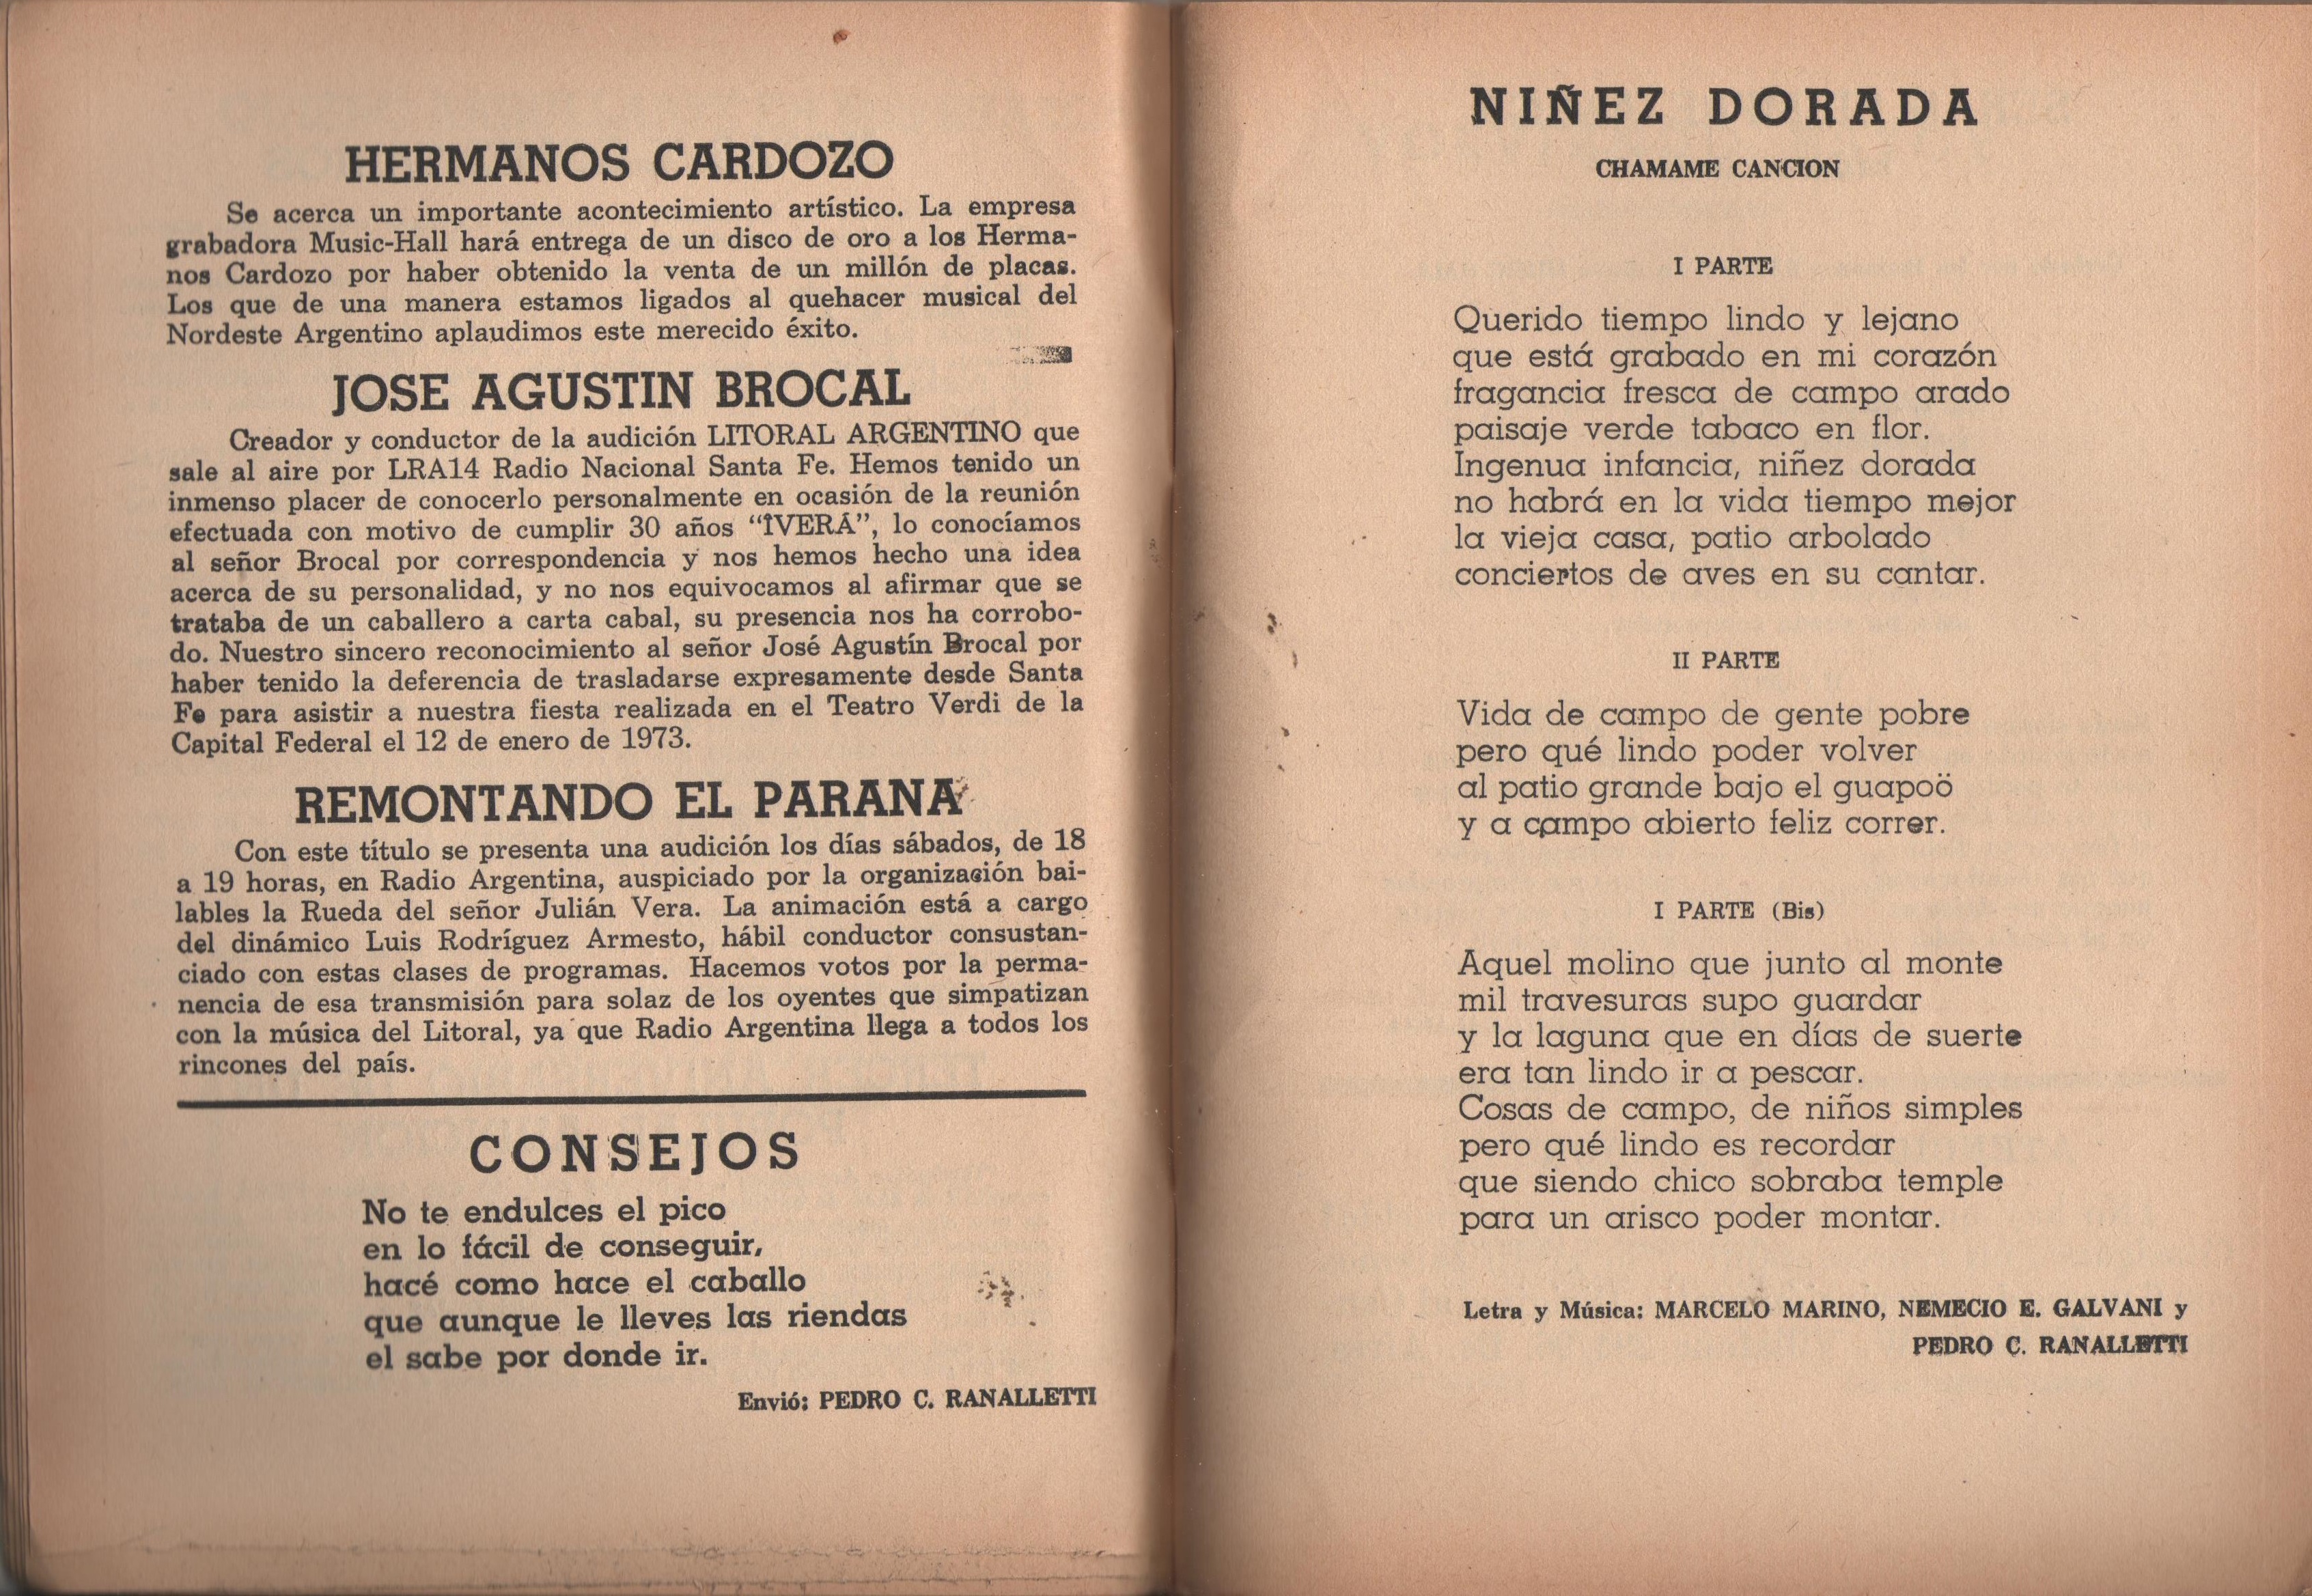 HERMANOS CARDOZO
Se acerca un importante acontecimiento artístico. La empresa
grabadora Music-Hall hará entrega de un disco de oro a los Herma-
nos Cardozo por haber obtenido la venta de un millón de placas.
Los que de una manera estamos ligados al quehacer musical del
Nordeste Argentino aplaudimos este merecido éxito.
JOSE AGUSTIN BROCAL
Creador y conductor de la audición LITORAL ARGENTINO que
sale al aire por LRA14 Radio Nacional Santa Fe. Hemos tenido un
inmenso placer de conocerlo personalmente en ocasión de la reunión
efectuada con motivo de cumplir 30 años “ÎVERÁ”, lo conocíamos
al señor Brocal por correspondencia y nos hemos hecho una idea
acerca de su personalidad, y no nos equivocamos al afirmar que se
trataba de un caballero a carta cabal, su presencia nos ha corrobo-
do. Nuestro sincero reconocimiento al señor José Agustín Brocal por
haber tenido la deferencia de trasladarse expresamente desde Santa
Fe para asistir a nuestra fiesta realizada en el Teatro Verdi de la
Capital Federal el 12 de enero de 1973.
REMONTANDO EL PARANA
Con este título se presenta una audición los días sábados, de 18
a 19 horas, en Radio Argentina, auspiciado por la organización bai-
lables la Rueda del señor Julián Vera. La animación está a cargo
del dinámico Luis Rodríguez Armesto, hábil conductor consustan-
ciado con estas clases de programas. Hacemos votos por la perma-
nencia de esa transmisión para solaz de los oyentes que simpatizan
con la música del Litoral, ya que Radio Argentina llega a todos los
rincones del país.
CONSEJOS
No te endulces el pico
en lo fácil de conseguir,
hacé como hace el caballo
que aunque le lleves las riendas
el sabe por donde ir.
Envió: PEDRO C. RANALLETTI
NIÑEZ DORADA
CHAMAME CANCION
I PARTE
Querido tiempo lindo y lejano
que está grabado en mi corazón
fragancia fresca de campo arado
paisaje verde tabaco en flor.
Ingenua infancia, niñez dorada
no habrá en la vida tiempo mejor
la vieja casa, patio arbolado
conciertos de aves en su cantar.
II PARTE
Vida de campo de gente pobre
pero qué lindo poder volver
al patio grande bajo el guapoö
y a campo abierto feliz correr.
I PARTE (Bis)
Aquel molino que junto al monte
mil travesuras supo guardar
y la laguna que en días de suerte
era tan lindo ir a pescar.
Cosas de campo, de niños simples
pero qué lindo es recordar
que siendo chico sobraba temple
para un arisco poder montar.
Letra y Música: MARCELO MARINO, NEMECIO E. GALVANI y
PEDRO C. RANALLETTI